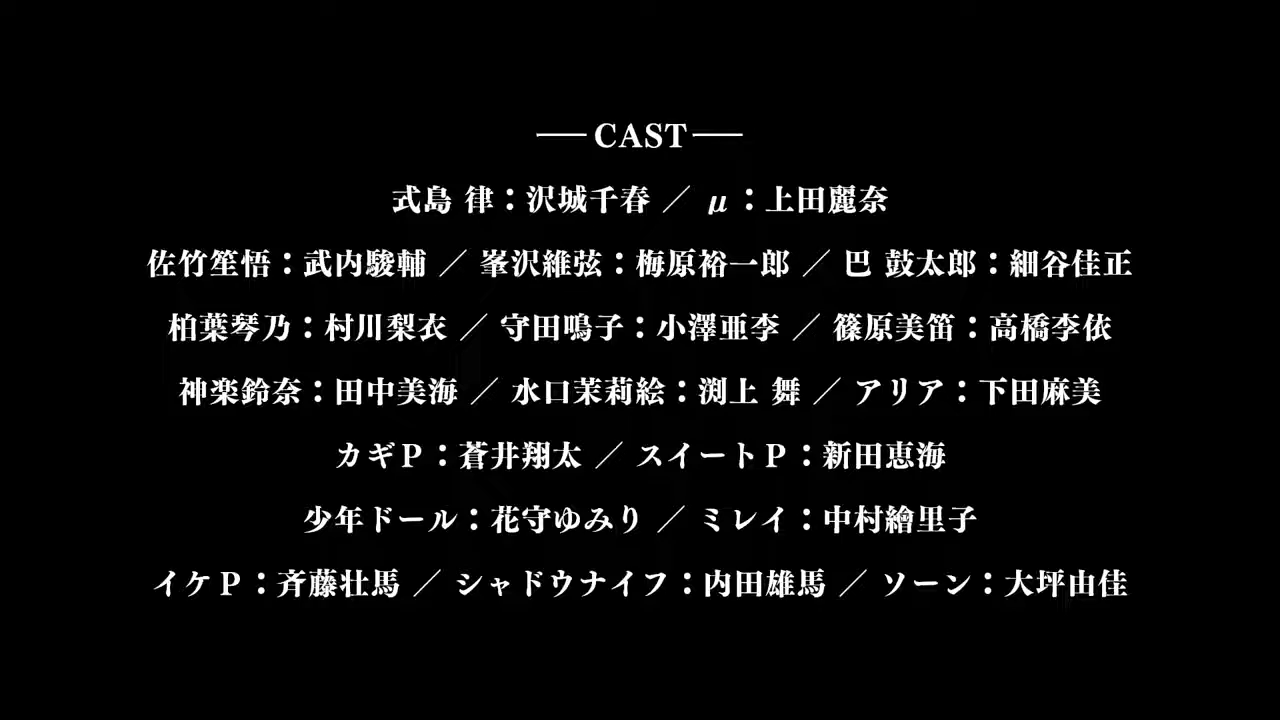 —CAST—
式島 律：沢城千春 ／ μ：上田麗奈
佐竹笙悟：武内駿輔 ／ 峯沢維弦：梅原裕一郎 ／ 巴 鼓太郎：細谷佳正
柏葉琴乃：村川梨衣 ／ 守田鳴子：小澤亜李 ／ 篠原美笛：高橋李依
神楽鈴奈：田中美海 ／ 水口茉莉絵：渕上 舞 ／ アリア：下田麻美
カギP：蒼井翔太 ／ スイートP：新田恵海
少年ドール：花守ゆみり ／ ミレイ：中村繪里子
イケP：斉藤壮馬 ／ シャドウナイフ：内田雄馬 ／ ソーン：大坪由佳